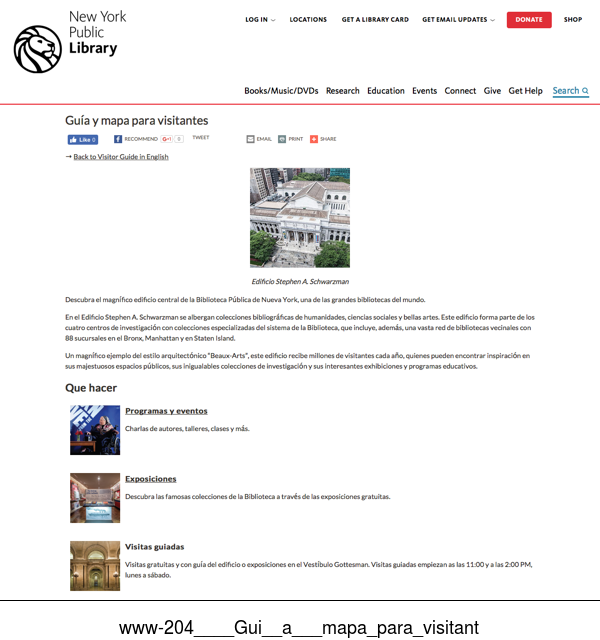 New York
Public
Library
LOG IN
LOCATIONS
GET A LIBRARY CARD
GET EMAIL UPDATES
DONATE
SHOP
Books/Music/DVDs Research Education Events Connect Give Get Help Search
Guía y mapa para visitantes
Like 0
RECOMMEND
G+1 0
TWEET
EMAIL
PRINT
SHARE
→ Back to Visitor Guide in English
Edificio Stephen A. Schwarzman
Descubra el magnífico edificio central de la Biblioteca Pública de Nueva York, una de las grandes bibliotecas del mundo.
En el Edificio Stephen A. Schwarzman se albergan colecciones bibliográficas de humanidades, ciencias sociales y bellas artes. Este edificio forma parte de los
cuatro centros de investigación con colecciones especializadas del sistema de la Biblioteca, que incluye, además, una vasta red de bibliotecas vecinales con
88 sucursales en el Bronx, Manhattan y en Staten Island.
Un magnífico ejemplo del estilo arquitectónico "Beaux-Arts", este edificio recibe millones de visitantes cada año, quienes pueden encontrar inspiración en
sus majestuosos espacios públicos, sus inigualables colecciones de investigación y sus interesantes exhibiciones y programas educativos.
Que hacer
Programas y eventos
Charlas de autores, talleres, clases y más.
Exposiciones
Descubra las famosas colecciones de la Biblioteca a través de las exposiciones gratuitas.
Visitas guiadas
Visitas gratuitas y con guía del edificio o exposiciones en el Vestíbulo Gottesman. Visitas guiadas empiezan as las 11:00 y a las 2:00 PM,
lunes a sábado.
www-204____Gui__a___mapa_para_visitant